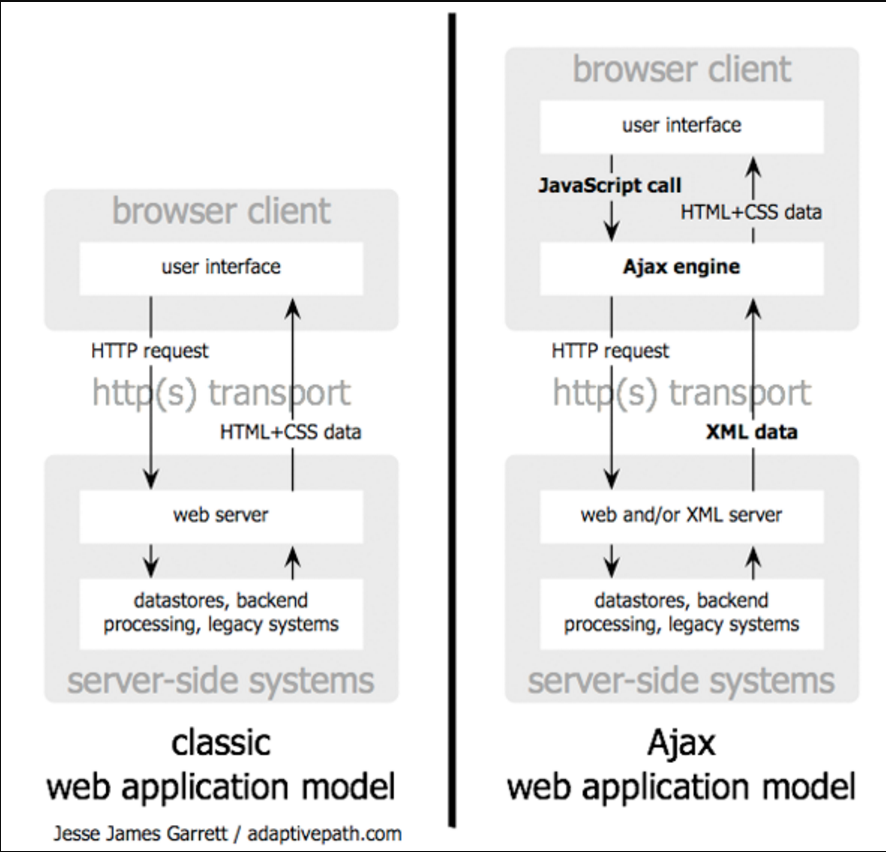 browser client
user interface
HTTP request
http(s) transport
HTML+CSS data
web server
datastores, backend
processing, legacy systems
server-side systems
classic
web application model
Jesse James Garrett / adaptivepath.com
browser client
user interface
JavaScript call
HTML+CSS data
Ajax engine
HTTP request
http(s) transport
XML data
web and/or XML server
datastores, backend
processing, legacy systems
server-side systems
Ajax
web application model